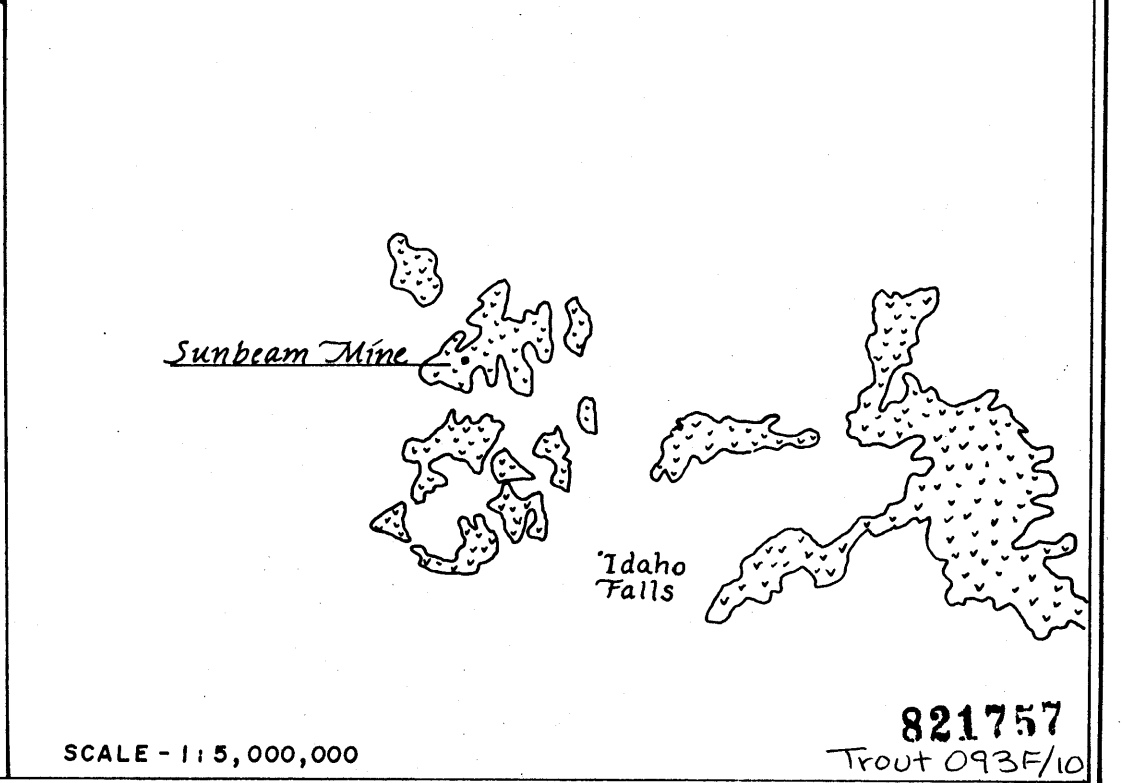 Sunbeam Mine
Idaho
Falls
821757
SCALE - 1:5,000,000
Trout 093F/10